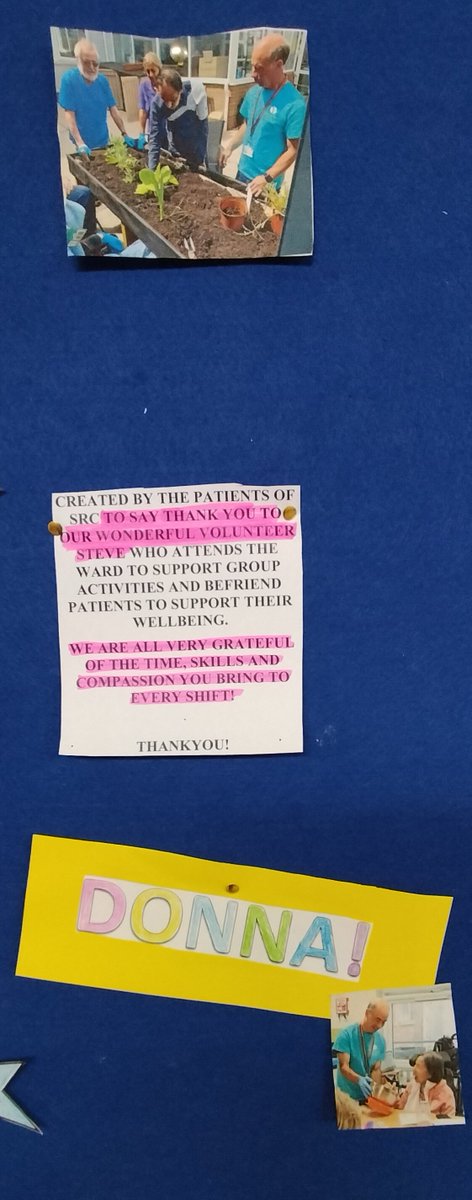 CREATED BY THE PATIENTS OF
SRC TO SAY THANK YOU TO
OUR WONDERFUL VOLUNTEER
STEVE WHO ATTENDS THE
WARD TO SUPPORT GROUP
ACTIVITIES AND BEFRIEND
PATIENTS TO SUPPORT THEIR
WELLBEING.
WE ARE ALL VERY GRATEFUL
OF THE TIME, SKILLS AND
COMPASSION YOU BRING TO
EVERY SHIFT!
THANKYOU!
DONNA!